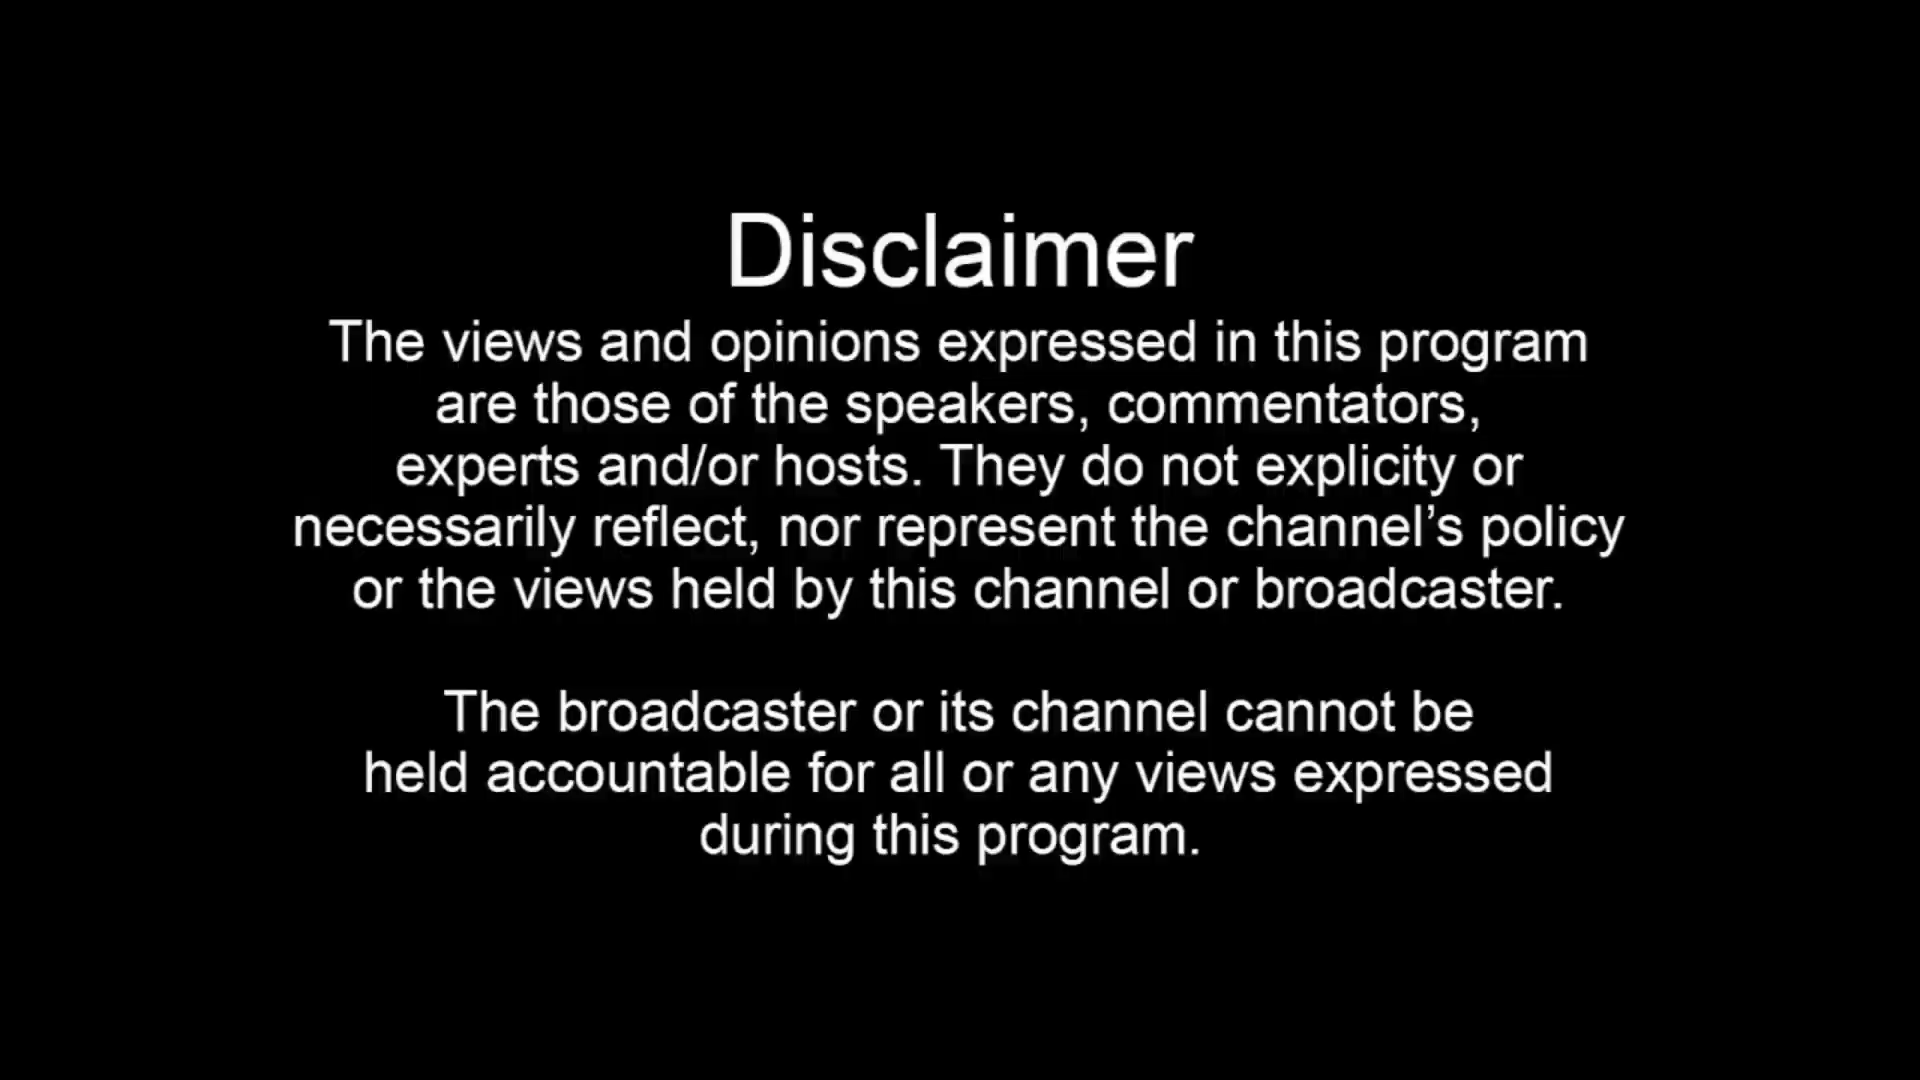 Disclaimer
The views and opinions expressed in this program
are those of the speakers, commentators,
experts and/or hosts. They do not explicity or
necessarily reflect, nor represent the channel’s policy
or the views held by this channel or broadcaster.
The broadcaster or its channel cannot be
held accountable for all or any views expressed
during this program.